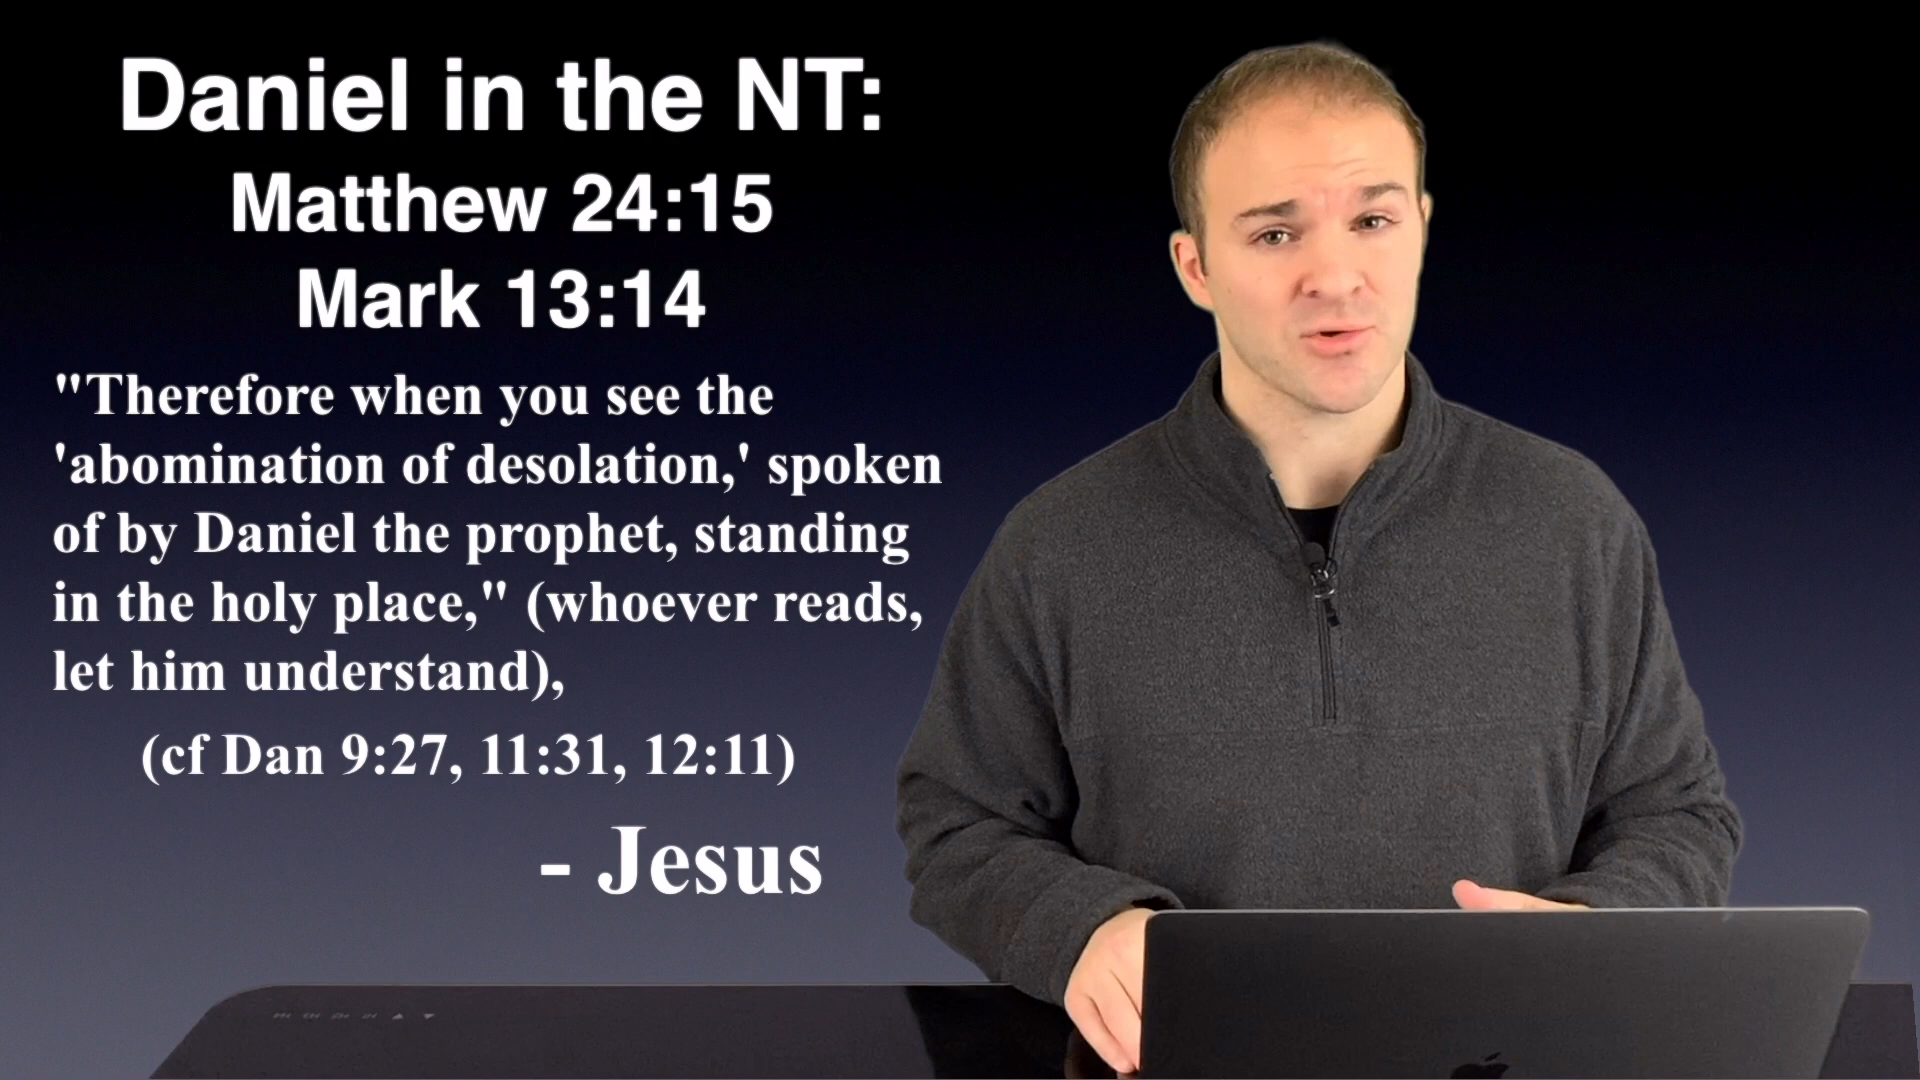 Daniel in the NT:
Matthew 24:15
Mark 13:14
"Therefore when you see the
'abomination of desolation,' spoken
of by Daniel the prophet, standing
in the holy place," (whoever reads,
let him understand),
(cf Dan 9:27, 11:31, 12:11)
- Jesus